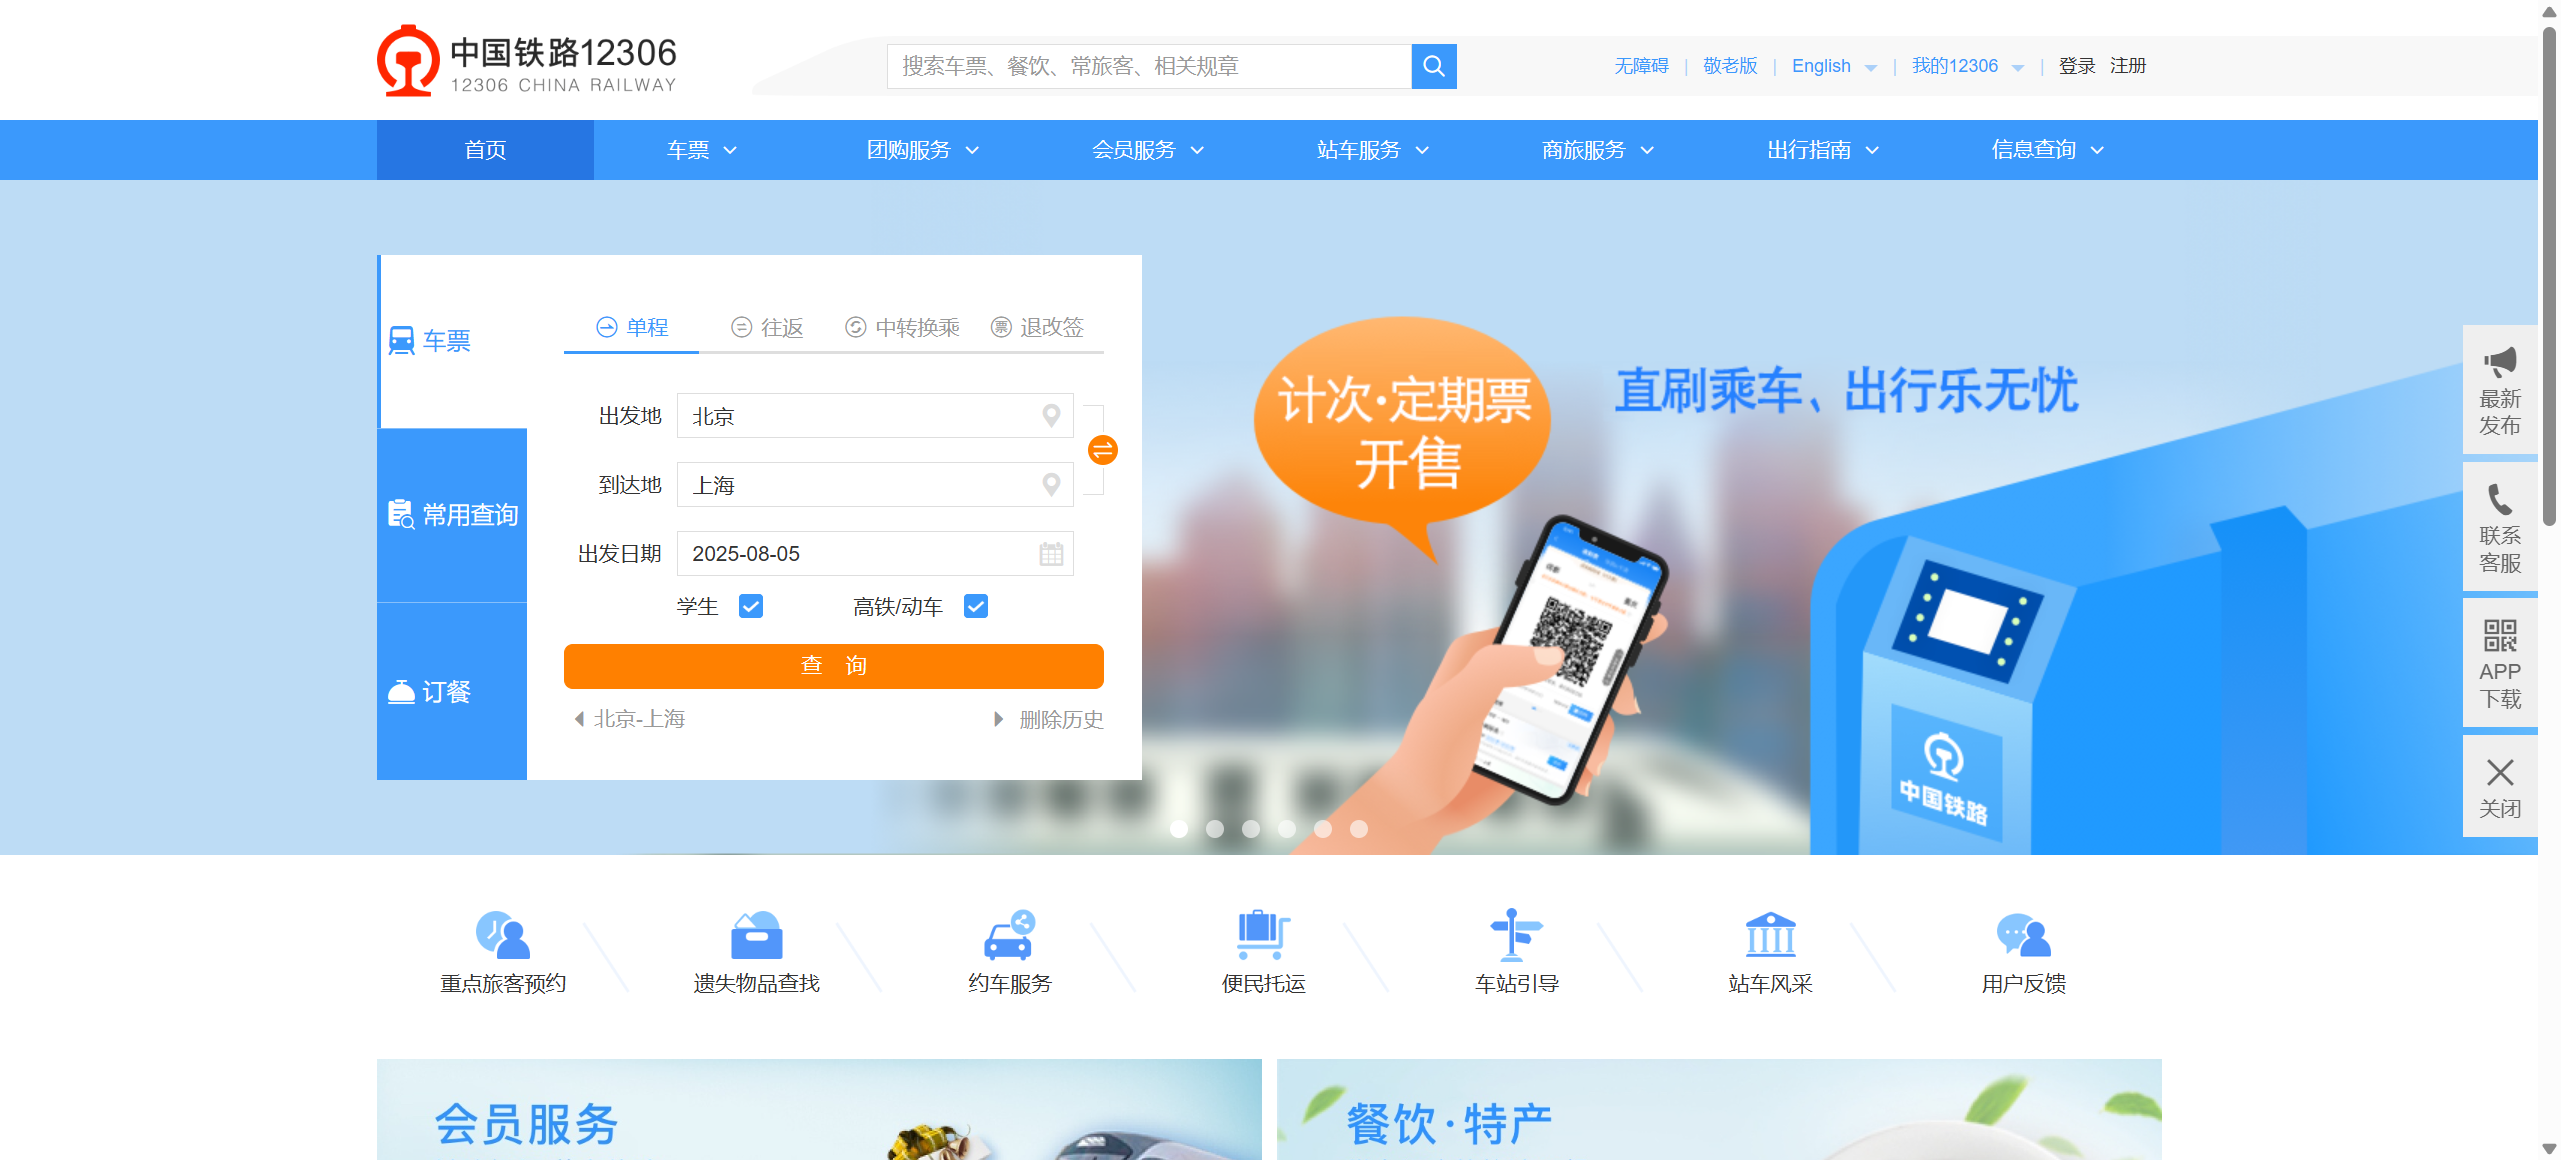 中国铁路12306
12306 CHINA RAILWAY
搜索车票、餐饮、常旅客、相关规章
无障碍 | 敬老版 | English | 我的12306 | 登录 注册
首页 车票 团购服务 会员服务 站车服务 商旅服务 出行指南 信息查询
车票
常用查询
订餐
单程 往返 中转换乘 票 退改签
出发地 北京
到达地 上海
出发日期 2025-08-05
学生 高铁/动车
查 询
北京-上海 删除历史
计次·定期票
开售
直刷乘车、出行乐无忧
中国铁路
最新
发布
联系
客服
APP
下载
关闭
重点旅客预约 遗失物品查找 约车服务 便民托运 车站引导 站车风采 用户反馈
会员服务
餐饮·特产